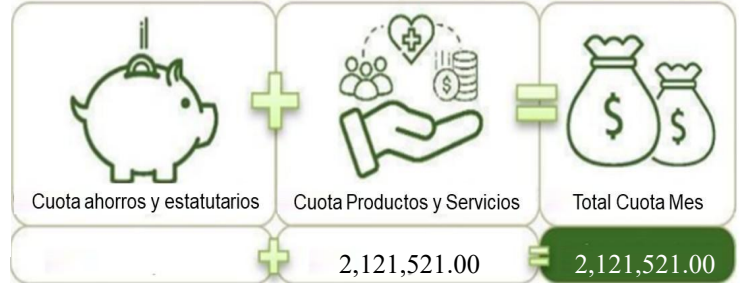 Cuota ahorros y estatutarios
Cuota Productos y Servicios
Total Cuota Mes
2,121,521.00
2,121,521.00